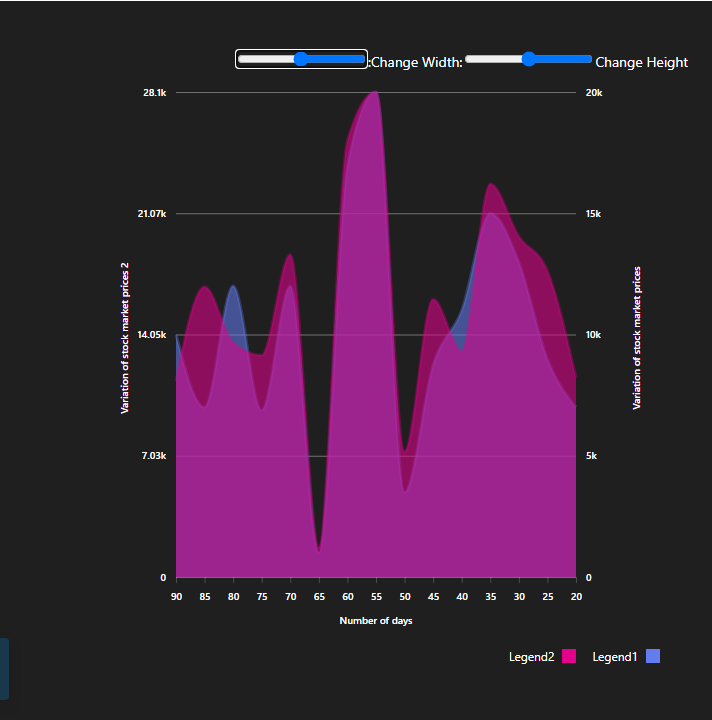 :Change Width: Change Height
28.1k
21.07k
14.05k
7.03k
0
Variation of stock market prices 2
20k
15k
10k
5k
0
Variation of stock market prices
90 85 80 75 70 65 60 55 50 45 40 35 30 25 20
Number of days
Legend2 Legend1